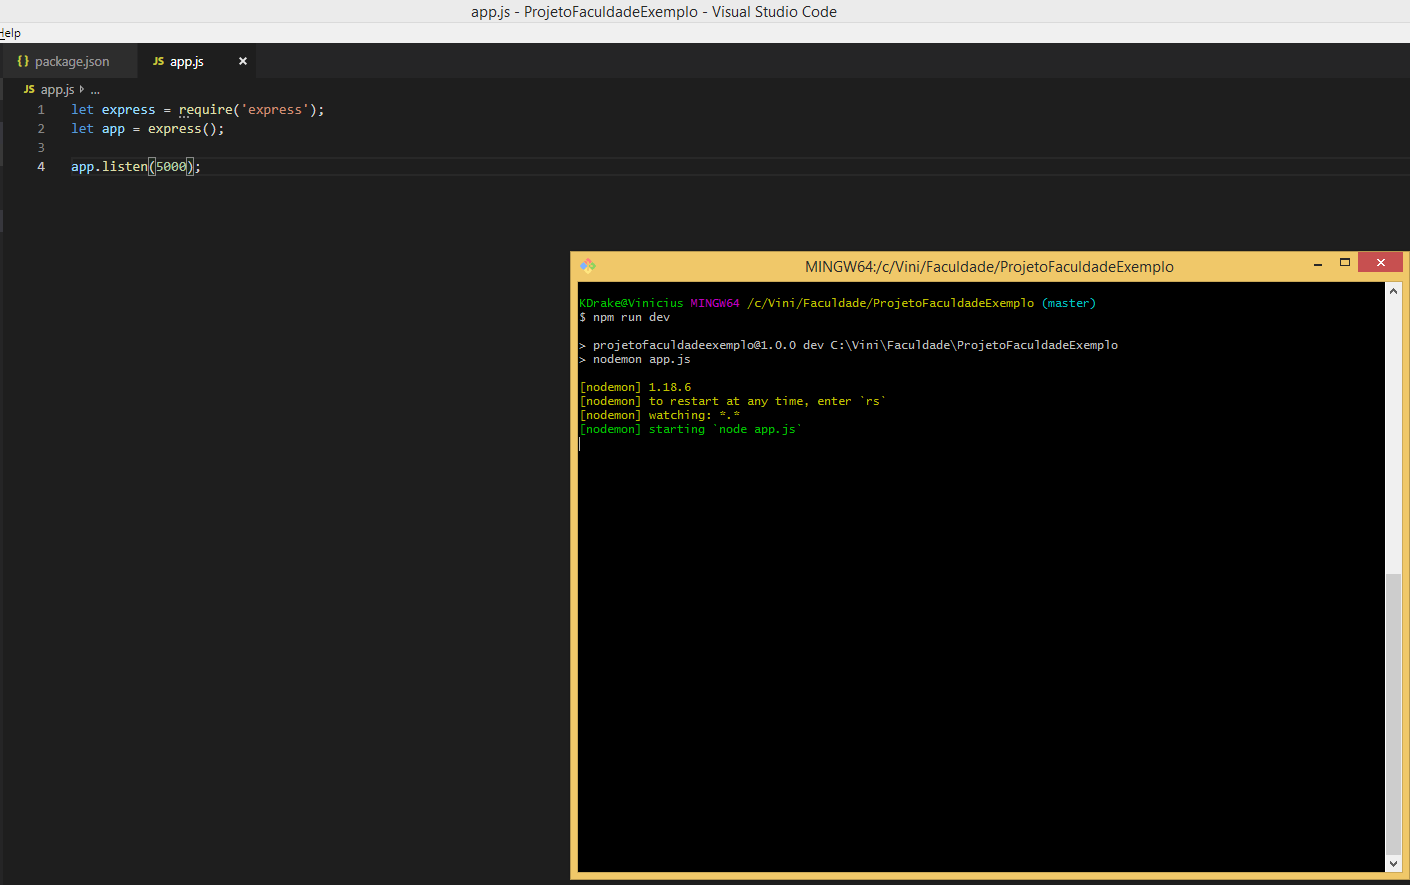 app.js - ProjetoFaculdadeExemplo - Visual Studio Code
Help
{} package.json
JS app.js ×
JS app.js ...
1 let express = require('express');
2 let app = express();
3
4 app.listen(5000);
MINGW64:/c/Vini/Faculdade/ProjetoFaculdadeExemplo
KDrake@Vinicius MINGW64 /c/Vini/Faculdade/ProjetoFaculdadeExemplo (master)
$ npm run dev
> projetofaculdadeexemplo@1.0.0 dev C:\Vini\Faculdade\ProjetoFaculdadeExemplo
> nodemon app.js
[nodemon] 1.18.6
[nodemon] to restart at any time, enter `rs`
[nodemon] watching: *.*
[nodemon] starting `node app.js`